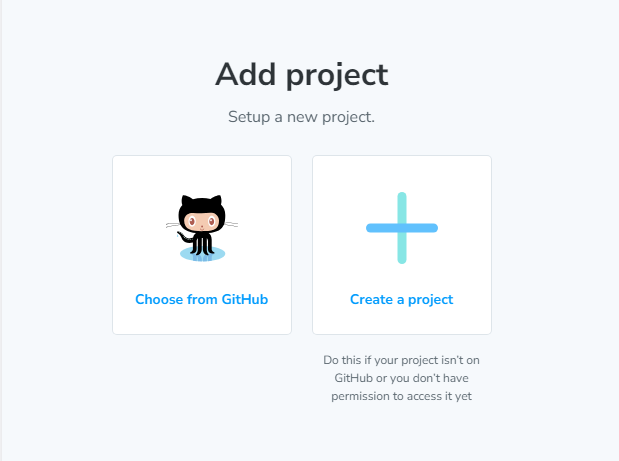 Add project
Setup a new project.
Choose from GitHub
Create a project
Do this if your project isn't on
GitHub or you don't have
permission to access it yet